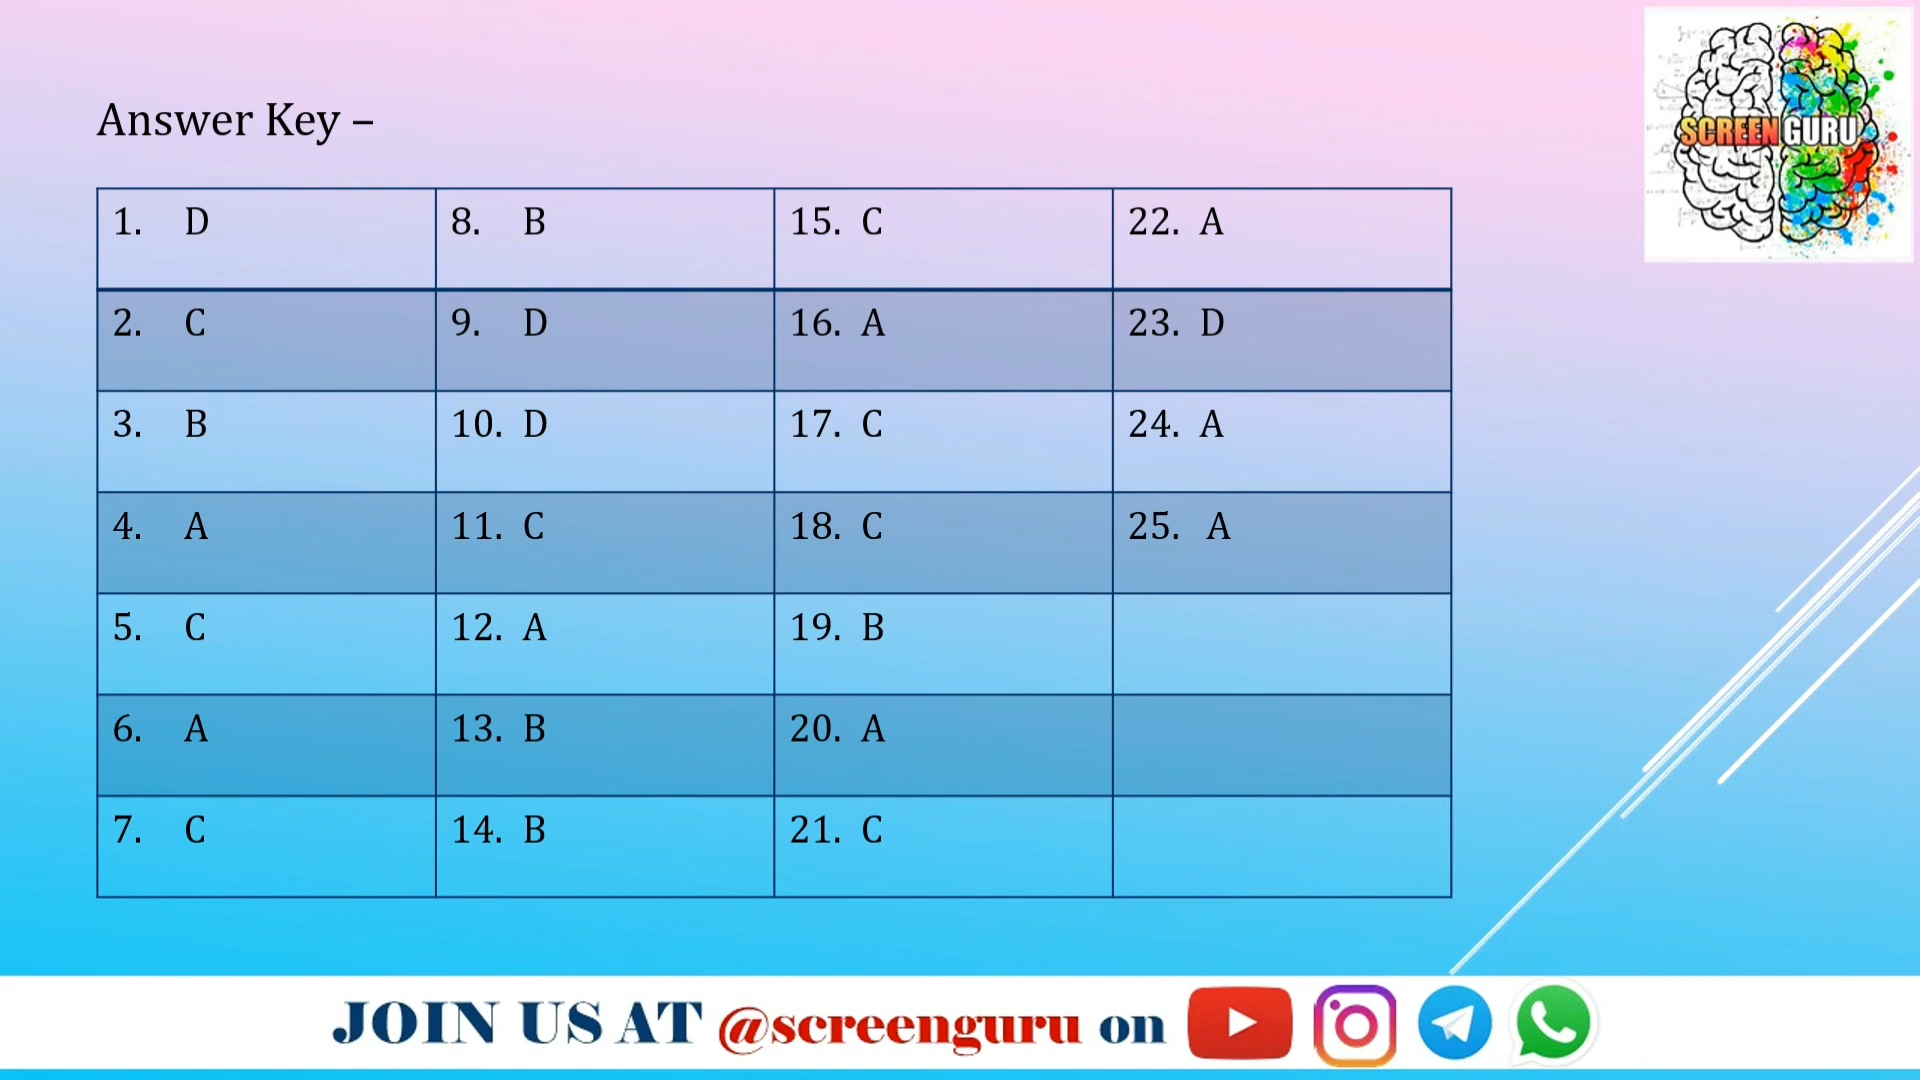 SCREEN GURU
Answer Key –
1. D 8. B 15. C 22. A
2. C 9. D 16. A 23. D
3. B 10. D 17. C 24. A
4. A 11. C 18. C 25. A
5. C 12. A 19. B
6. A 13. B 20. A
7. C 14. B 21. C
JOIN US AT @screenguru on